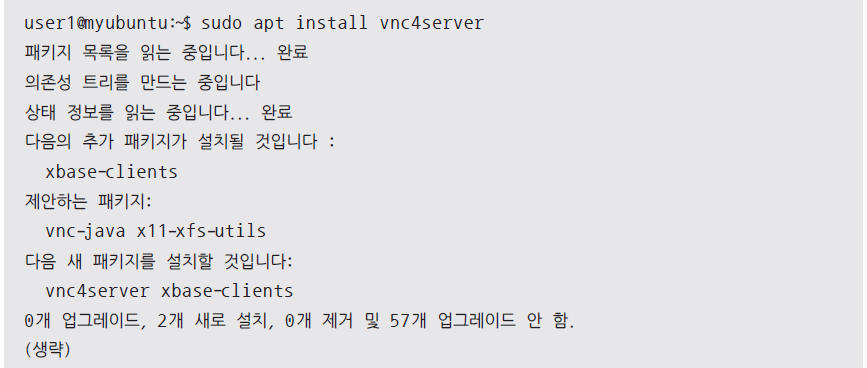 user1@myubuntu:~$ sudo apt install vnc4server
패키지 목록을 읽는 중입니다... 완료
의존성 트리를 만드는 중입니다
상태 정보를 읽는 중입니다... 완료
다음의 추가 패키지가 설치될 것입니다 :
  xbase-clients
제안하는 패키지:
  vnc-java x11-xfs-utils
다음 새 패키지를 설치할 것입니다:
  vnc4server xbase-clients
0개 업그레이드, 2개 새로 설치, 0개 제거 및 57개 업그레이드 안 함.
(생략)